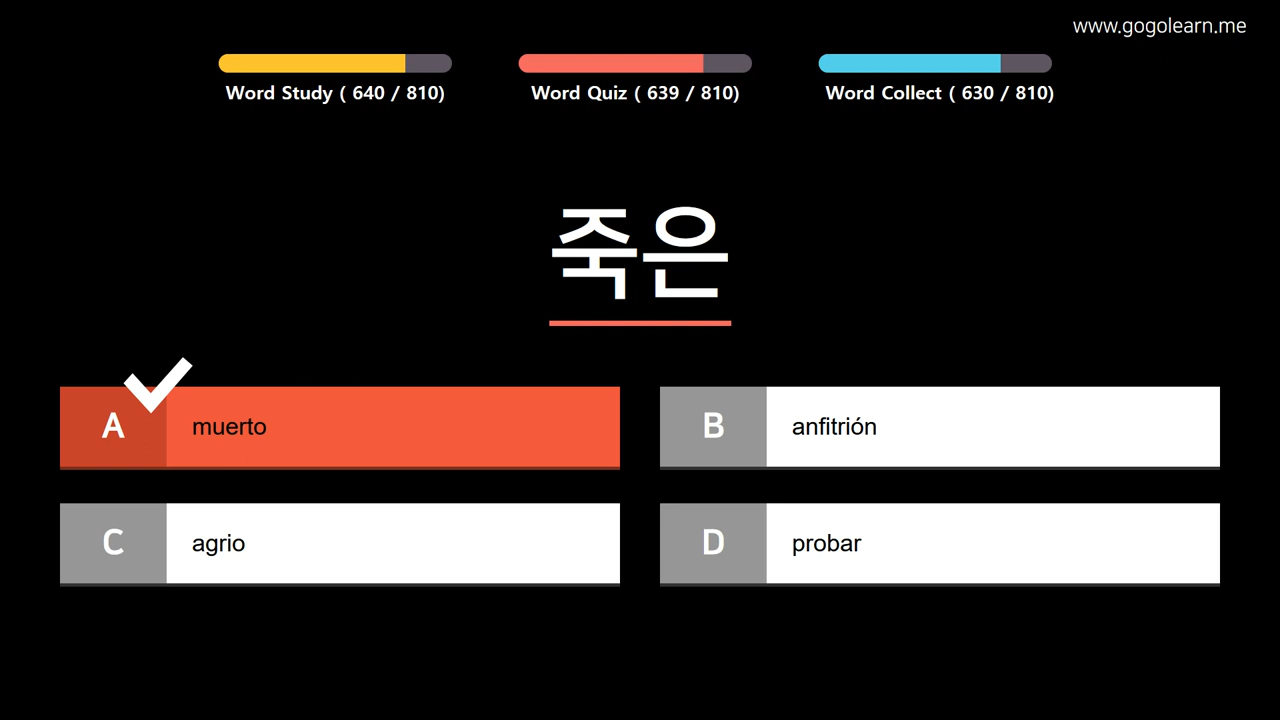 www.gogolearn.me
Word Study ( 640 / 810)
Word Quiz ( 639 / 810)
Word Collect ( 630 / 810)
죽은
A muerto
B anfitrión
C agrio
D probar